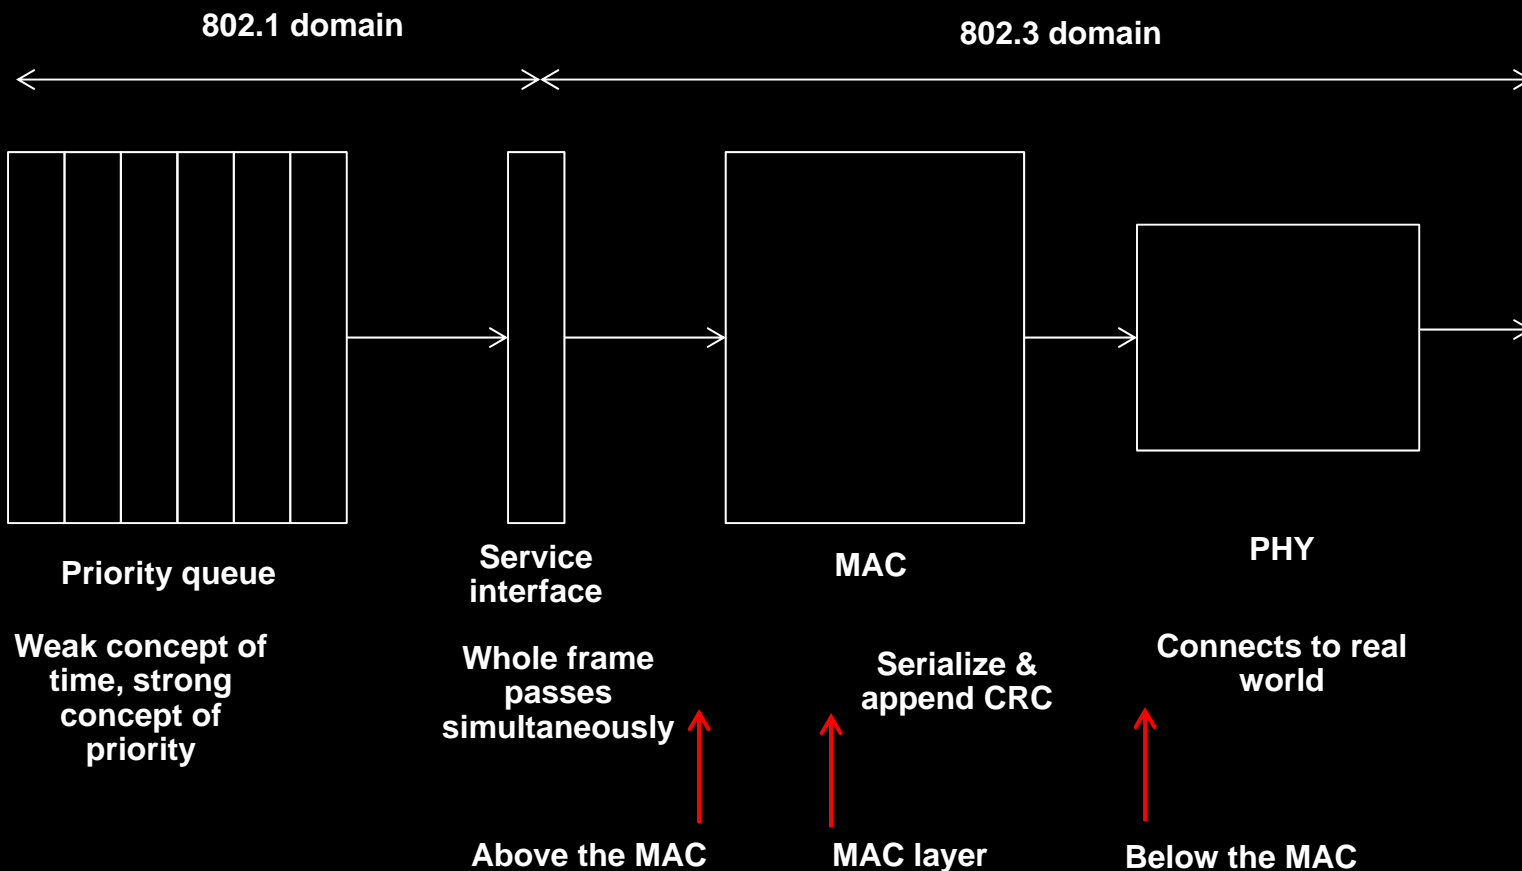 802.1 domain
802.3 domain
Priority queue
Service
interface
MAC
PHY
Weak concept of
time, strong
concept of
priority
Whole frame
passes
simultaneously
Serialize &
append CRC
Connects to real
world
Above the MAC
MAC layer
Below the MAC